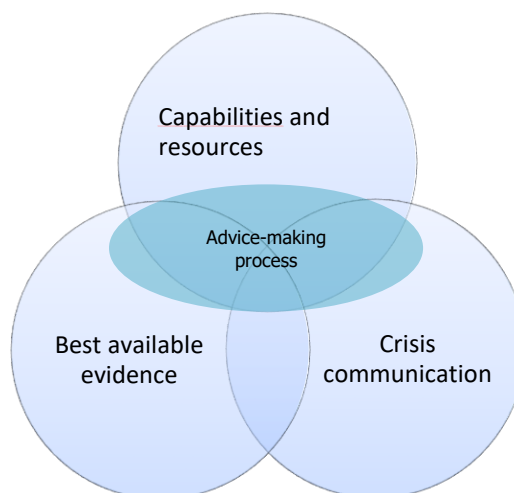 Capabilities and
resources
Advice-making
process
Best available
evidence
Crisis
communication